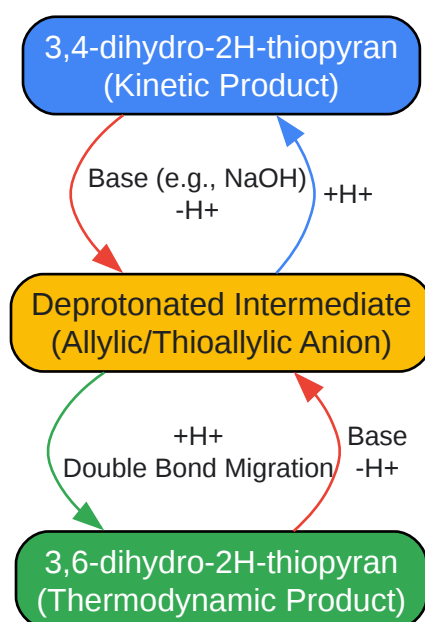 3,4-dihydro-2H-thiopyran
(Kinetic Product)
Base (e.g., NaOH)
-H+
+H+
Deprotonated Intermediate
(Allylic/Thioallylic Anion)
+H+
Double Bond Migration
Base
-H+
3,6-dihydro-2H-thiopyran
(Thermodynamic Product)